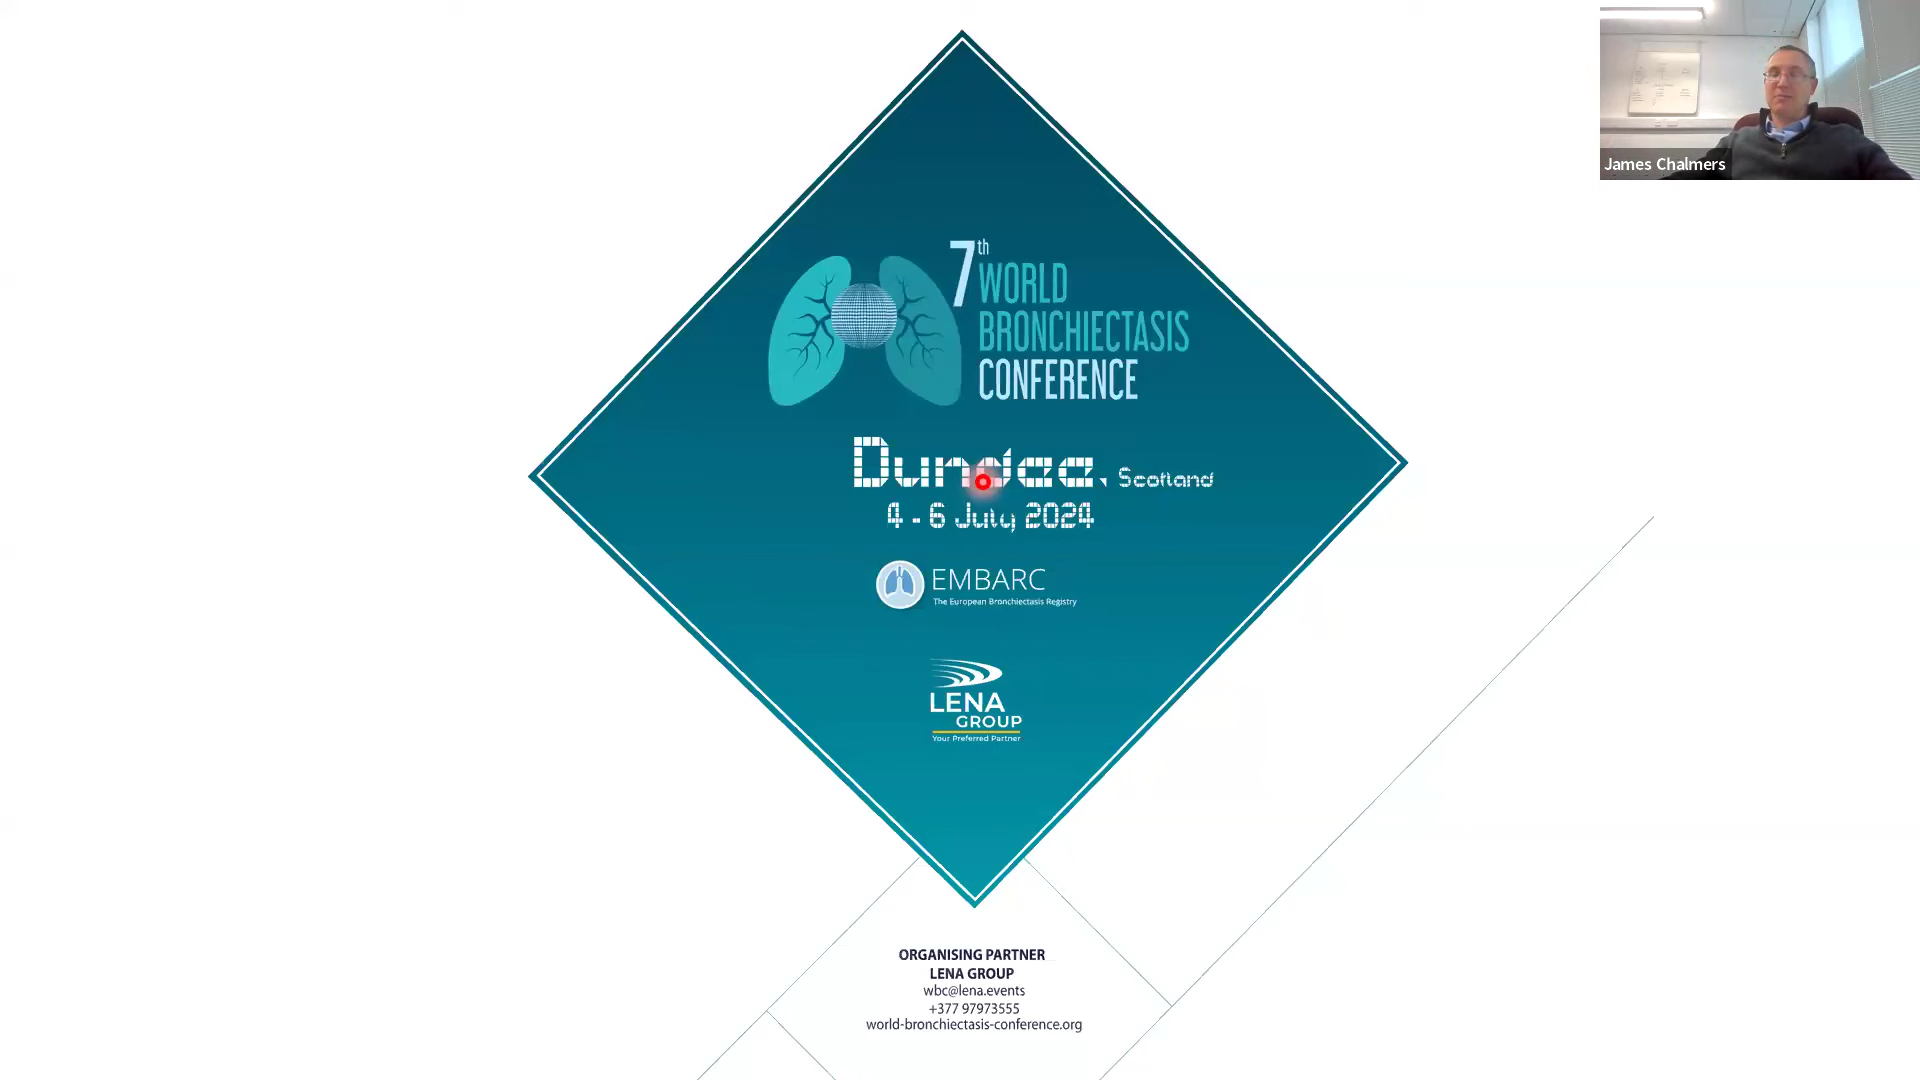 7th
WORLD
BRONCHIECTASIS
CONFERENCE
Dundee, Scotland
4 - 6 July 2024
EMBARC
The European Bronchiectasis Registry
LENA
GROUP
Your Preferred Partner
ORGANISING PARTNER
LENA GROUP
wbc@lena.events
+377 97973555
world-bronchiectasis-conference.org
James Chalmers